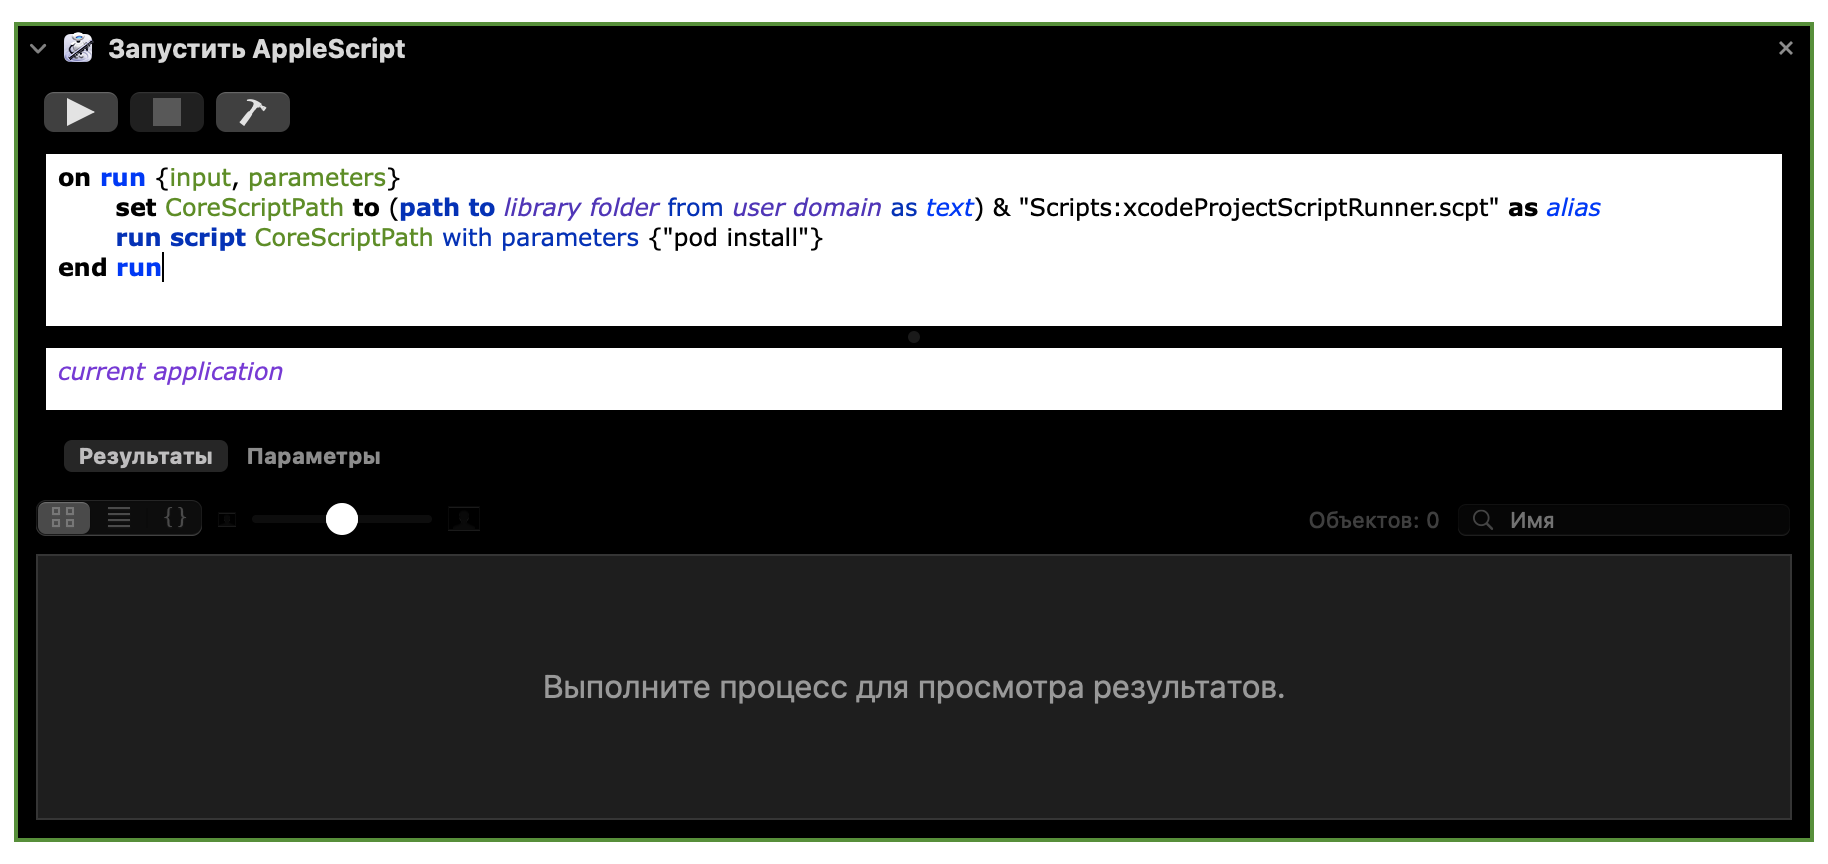 Запустить AppleScript
on run {input, parameters}
set CoreScriptPath to (path to library folder from user domain as text) & "Scripts:xcodeProjectScriptRunner.scpt" as alias
run script CoreScriptPath with parameters {"pod install"}
end run
current application
Результаты Параметры
{} Объектов: 0 Имя
Выполните процесс для просмотра результатов.